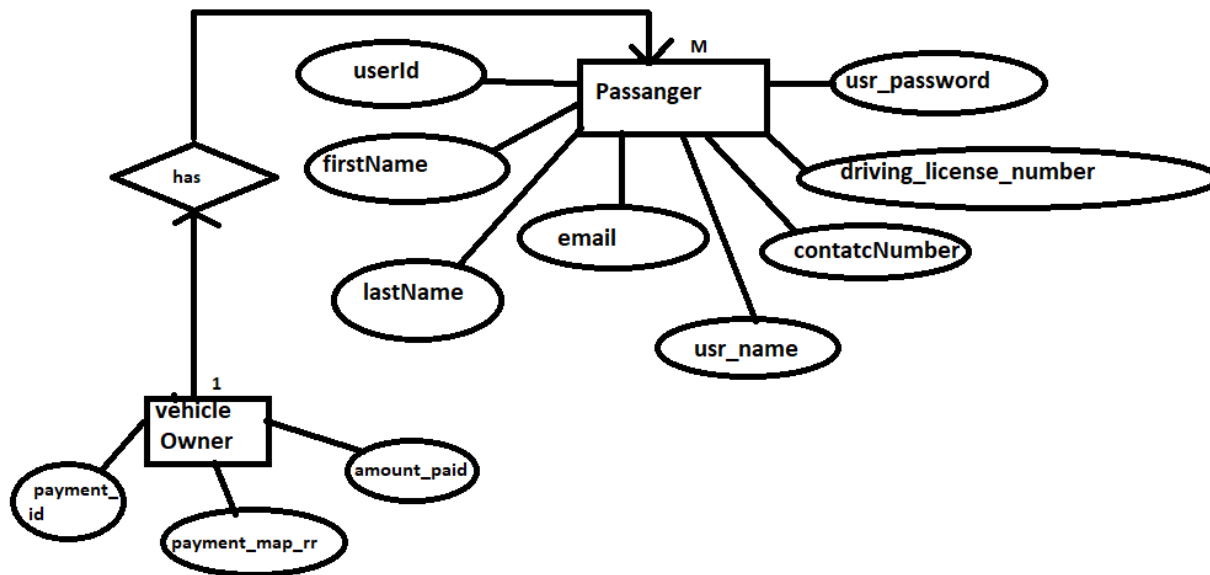 M
userId
Passanger
usr_password
firstName
has
driving_license_number
email
contatcNumber
lastName
usr_name
1
vehicle
Owner
amount_paid
payment_
id
payment_map_rr